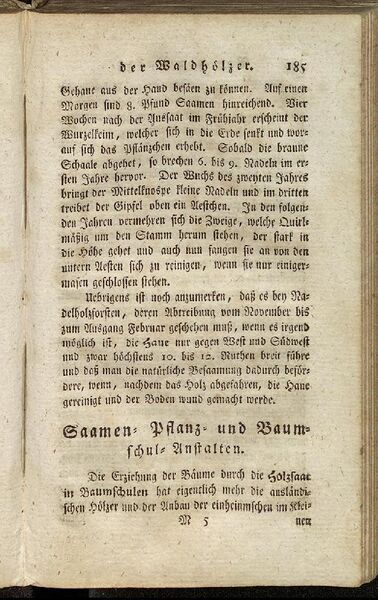 der Waldhölzer. 185
Gehaue aus der Hand besäen zu können. Auf einen
Morgen sind 8. Pfund Saamen hinreichend. Vier
Wochen nach der Aussaat im Frühjahr erscheint der
Wurzelkeim, welcher sich in die Erde senkt und wor-
auf sich das Pflänzchen erhebt. Sobald die braune
Schaale abgehet, so brechen 6. bis 9. Nadeln im er-
sten Jahre hervor. Der Wuchs des zweyten Jahres
bringt der Mittelknospe kleine Nadeln und im dritten
treibet der Gipfel oben ein Aestchen. In den folgen-
den Jahren vermehren sich die Zweige, welche Quirl-
mäßig um den Stamm herum stehen, der stark in
die Höhe gehet und auch nun fangen sie an von den
untern Aesten sich zu reinigen, wenn sie nur einiger-
masen geschlossen stehen.
Uebrigens ist noch anzumerken, daß es bey Na-
delholzforsten, deren Abtreibung vom November bis
zum Ausgang Februar geschehen muß, wenn es irgend
möglich ist, die Haue nur gegen West und Südwest
und zwar höchstens 10. bis 12. Ruthen breit führe
und daß man die natürliche Besaamung dadurch beför-
dere, wenn, nachdem das Holz abgefahren, die Haue
gereinigt und der Boden wund gemacht werde.
Saamen- Pflanz- und Baum-
schul- Anstalten.
Die Erziehung der Bäume durch die Holzsaat
in Baumschulen hat eigentlich mehr die ausländi-
schen Hölzer und der Anbau der einheimschen im Klei-
M 5 nen